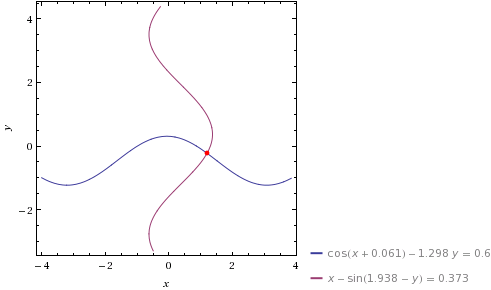 4
2
0
−2
y
−4
−2
0
2
4
x
cos(x + 0.061) − 1.298 y = 0.6
x − sin(1.938 − y) = 0.373